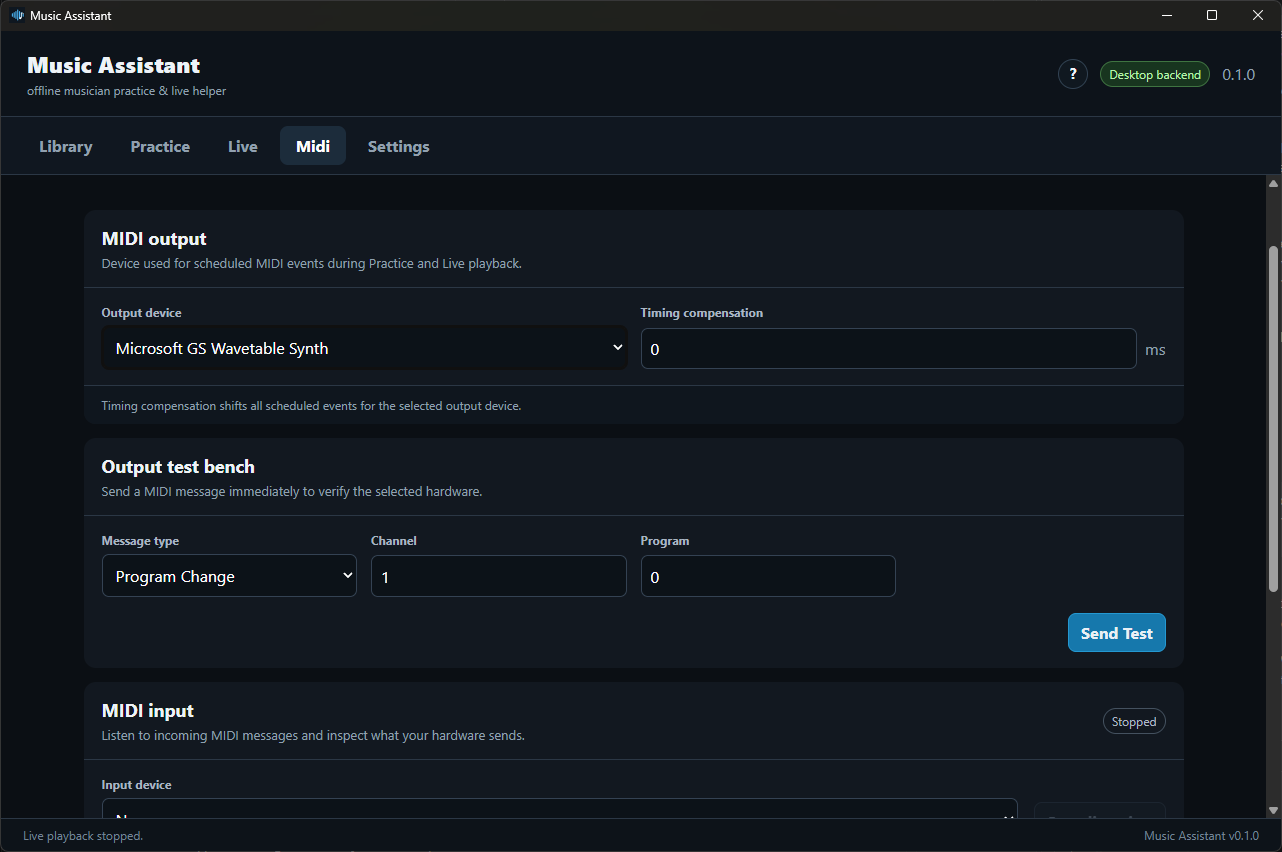 Music Assistant
Music Assistant
offline musician practice & live helper
?
Desktop backend
0.1.0
Library
Practice
Live
Midi
Settings
MIDI output
Device used for scheduled MIDI events during Practice and Live playback.
Output device
Timing compensation
Microsoft GS Wavetable Synth
0
ms
Timing compensation shifts all scheduled events for the selected output device.
Output test bench
Send a MIDI message immediately to verify the selected hardware.
Message type
Channel
Program
Program Change
1
0
Send Test
MIDI input
Listen to incoming MIDI messages and inspect what your hardware sends.
Stopped
Input device
Live playback stopped.
Music Assistant v0.1.0